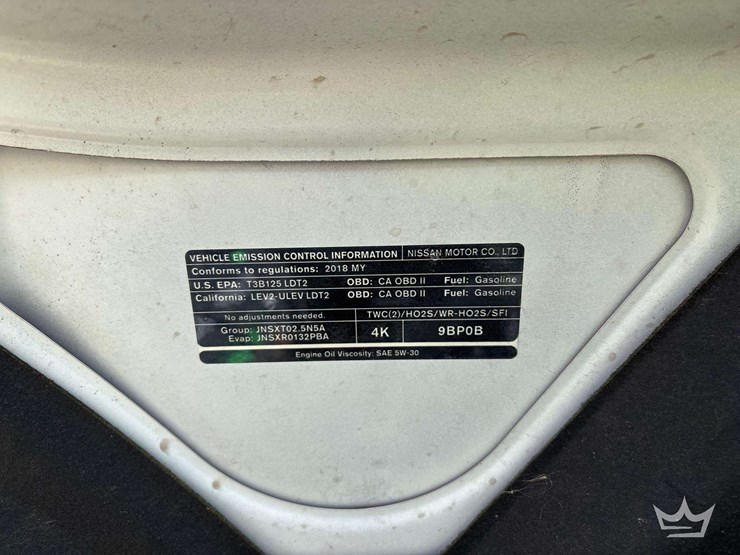 VEHICLE EMISSION CONTROL INFORMATION NISSAN MOTOR CO., LTD
Conforms to regulations: 2018 MY
U.S. EPA: T3B125 LDT2 OBD: CA OBD II Fuel: Gasoline
California: LEV2-ULEV LDT2 OBD: CA OBD II Fuel: Gasoline
No adjustments needed. TWC(2)/HO2S/WR-HO2S/SFI
Group: JNSXT02.5N5A
Evap: JNSXR0132PBA
4K 9BP0B
Engine Oil Viscosity: SAE 5W-30